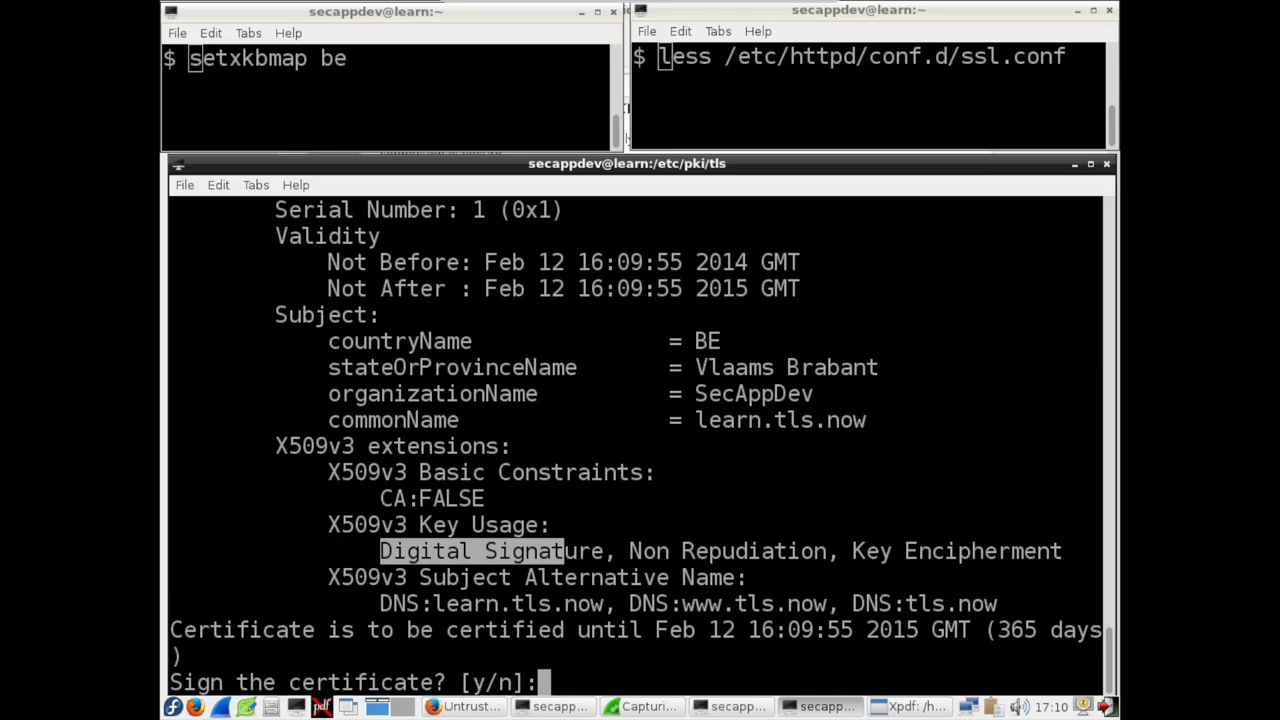 secappdev@learn:~
File Edit Tabs Help
$ setxkbmap be
secappdev@learn:~
File Edit Tabs Help
$ less /etc/httpd/conf.d/ssl.conf
secappdev@learn:/etc/pki/tls
File Edit Tabs Help
Serial Number: 1 (0x1)
Validity
Not Before: Feb 12 16:09:55 2014 GMT
Not After : Feb 12 16:09:55 2015 GMT
Subject:
countryName = BE
stateOrProvinceName = Vlaams Brabant
organizationName = SecAppDev
commonName = learn.tls.now
X509v3 extensions:
X509v3 Basic Constraints:
CA:FALSE
X509v3 Key Usage:
Digital Signature, Non Repudiation, Key Encipherment
X509v3 Subject Alternative Name:
DNS:learn.tls.now, DNS:www.tls.now, DNS:tls.now
Certificate is to be certified until Feb 12 16:09:55 2015 GMT (365 days
)
Sign the certificate? [y/n]:
pdf Untrust... secapp... Capturi... secapp... secapp... Xpdf: /h... 17:10